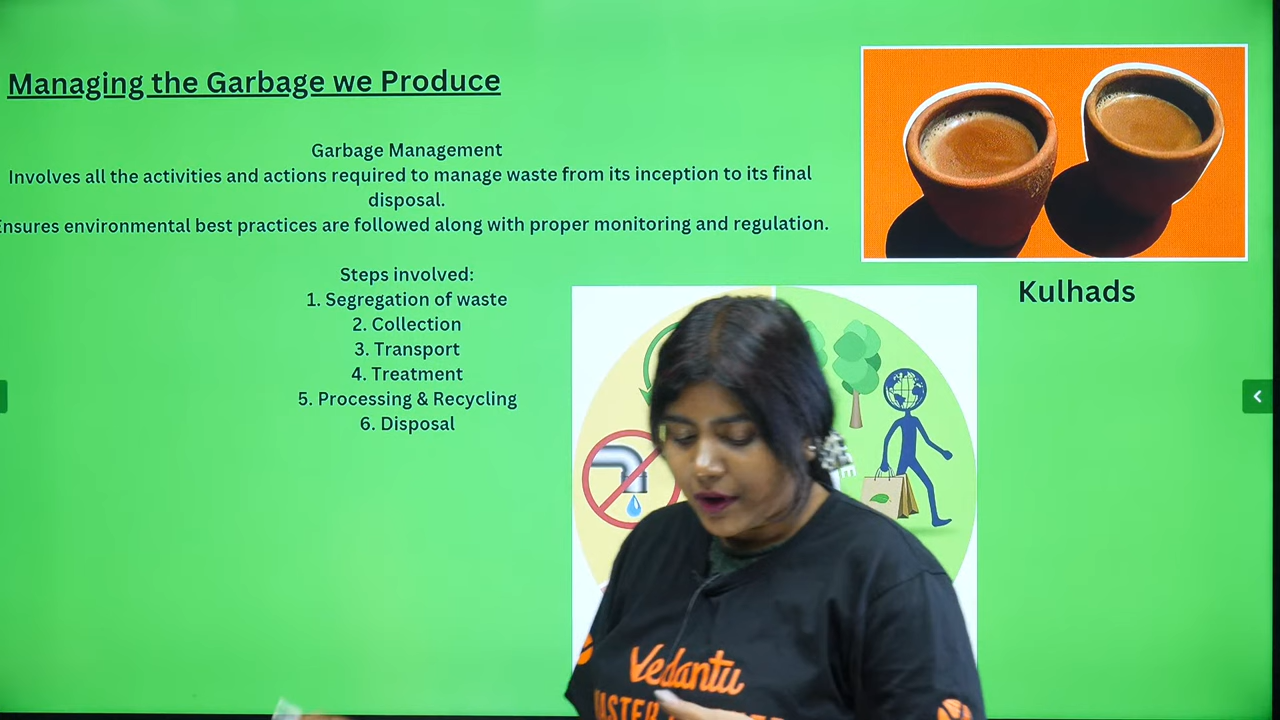 Managing the Garbage we Produce
Garbage Management
Involves all the activities and actions required to manage waste from its inception to its final
disposal.
Ensures environmental best practices are followed along with proper monitoring and regulation.
Steps involved:
1. Segregation of waste
2. Collection
3. Transport
4. Treatment
5. Processing & Recycling
6. Disposal
Kulhads
Vedantu